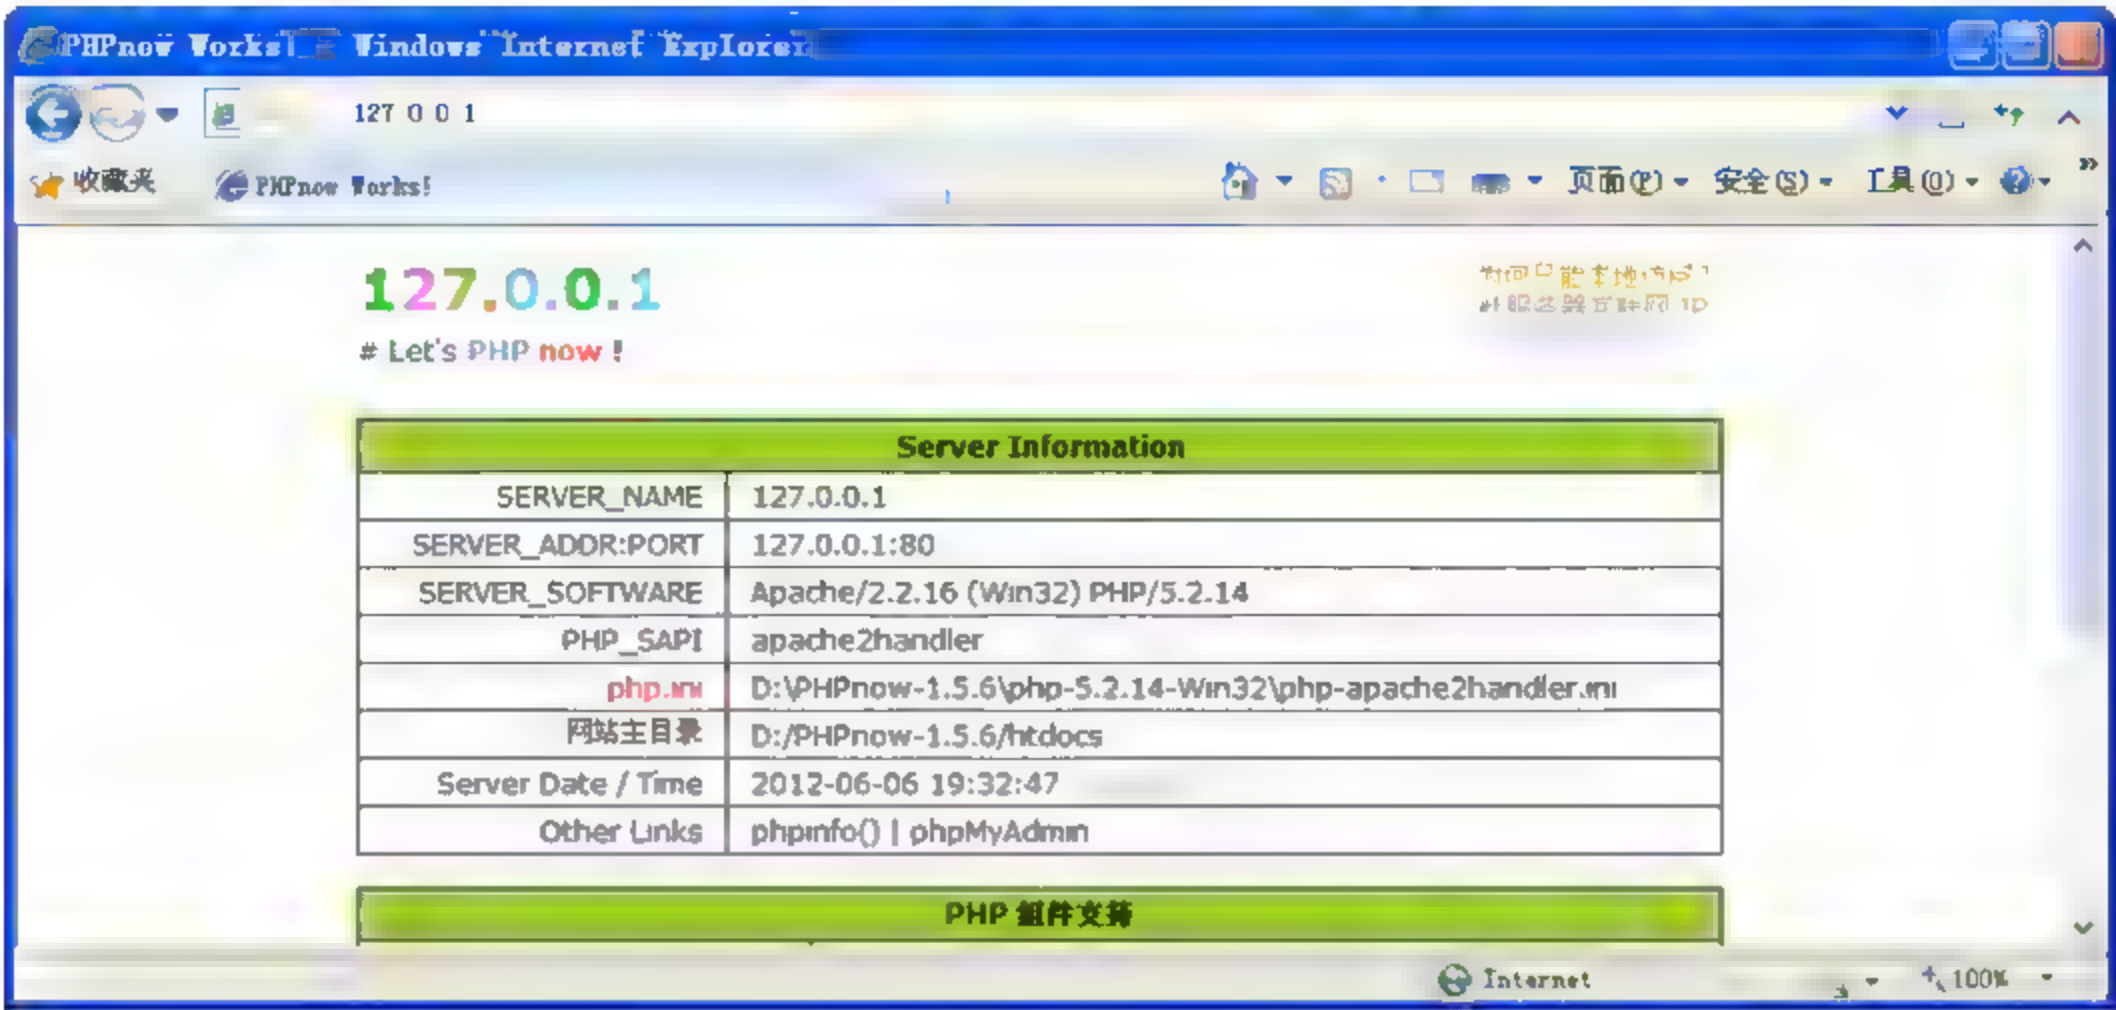 PHPnow Works! Windows Internet Explorer
127 0 0 1
收藏夹 PHPnow Works! 页面(P) 安全(S) 工具(O)
127.0.0.1
# Let's PHP now !
Server Information
SERVER_NAME 127.0.0.1
SERVER_ADDR:PORT 127.0.0.1:80
SERVER_SOFTWARE Apache/2.2.16 (Win32) PHP/5.2.14
PHP_SAPI apache2handler
php.ini D:\PHPnow-1.5.6\php-5.2.14-Win32\php-apache2handler.ini
网站主目录 D:/PHPnow-1.5.6/htdocs
Server Date / Time 2012-06-06 19:32:47
Other Links phpinfo() | phpMyAdmin
PHP 组件支持
Internet 100%